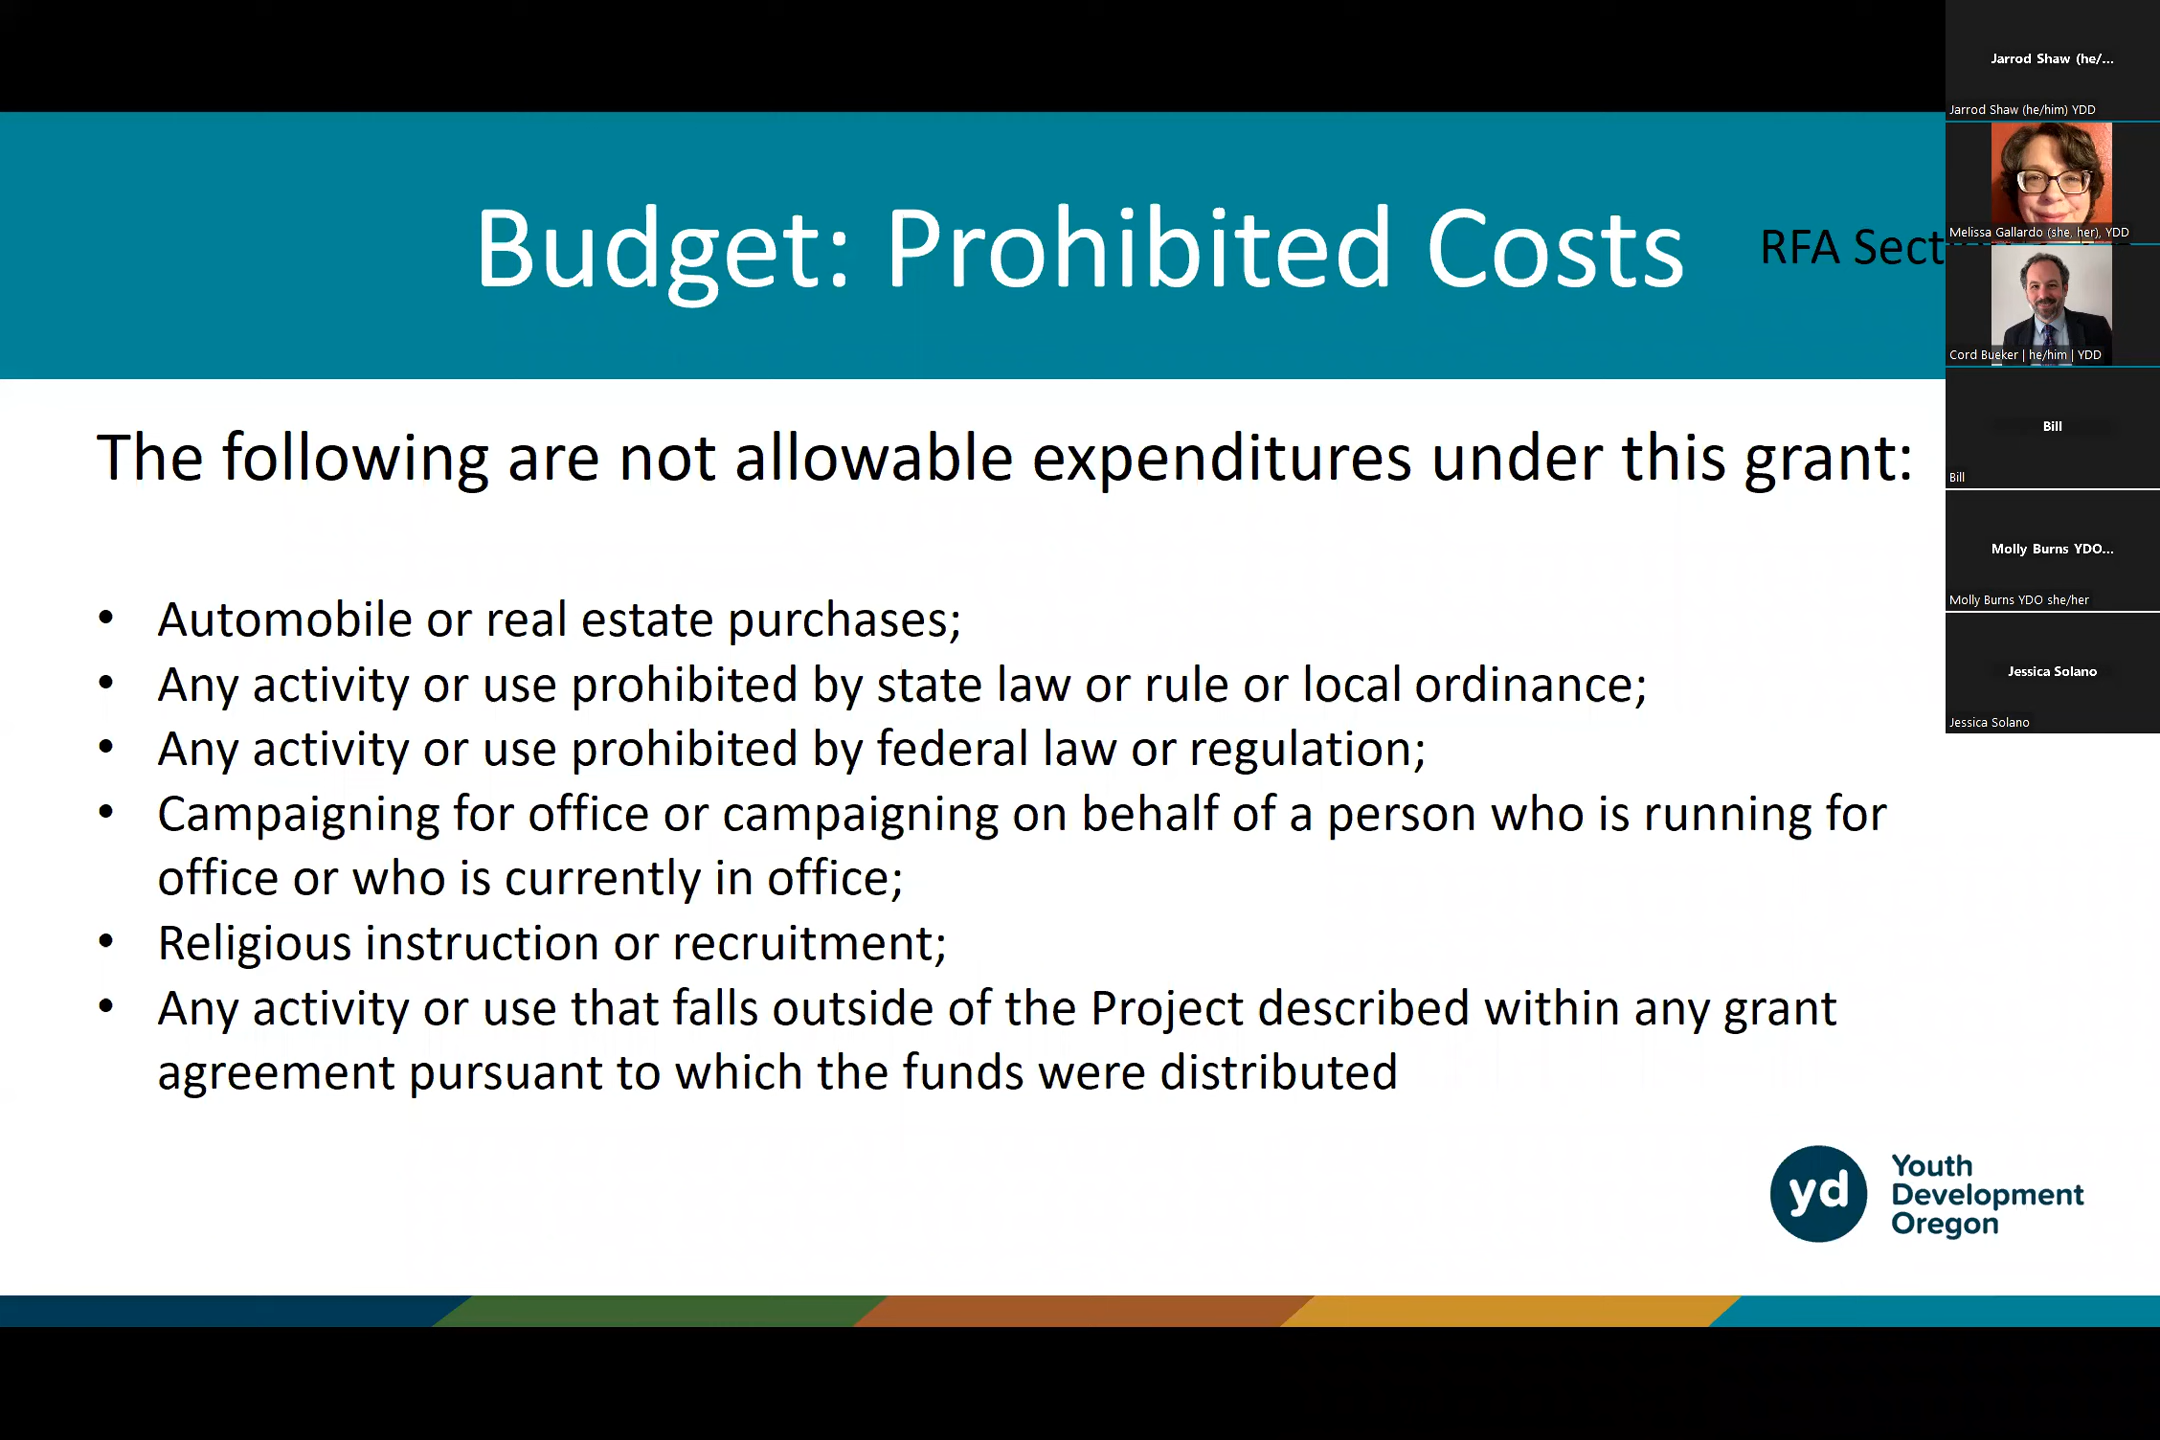 Budget: Prohibited Costs
RFA Sect
The following are not allowable expenditures under this grant:
• Automobile or real estate purchases;
• Any activity or use prohibited by state law or rule or local ordinance;
• Any activity or use prohibited by federal law or regulation;
• Campaigning for office or campaigning on behalf of a person who is running for
office or who is currently in office;
• Religious instruction or recruitment;
• Any activity or use that falls outside of the Project described within any grant
agreement pursuant to which the funds were distributed
yd
Youth
Development
Oregon
Jarrod Shaw (he/...
Jarrod Shaw (he/him) YDD
Melissa Gallardo (she, her), YDD
Cord Bueker | he/him | YDD
Bill
Bill
Molly Burns YDO...
Molly Burns YDO she/her
Jessica Solano
Jessica Solano